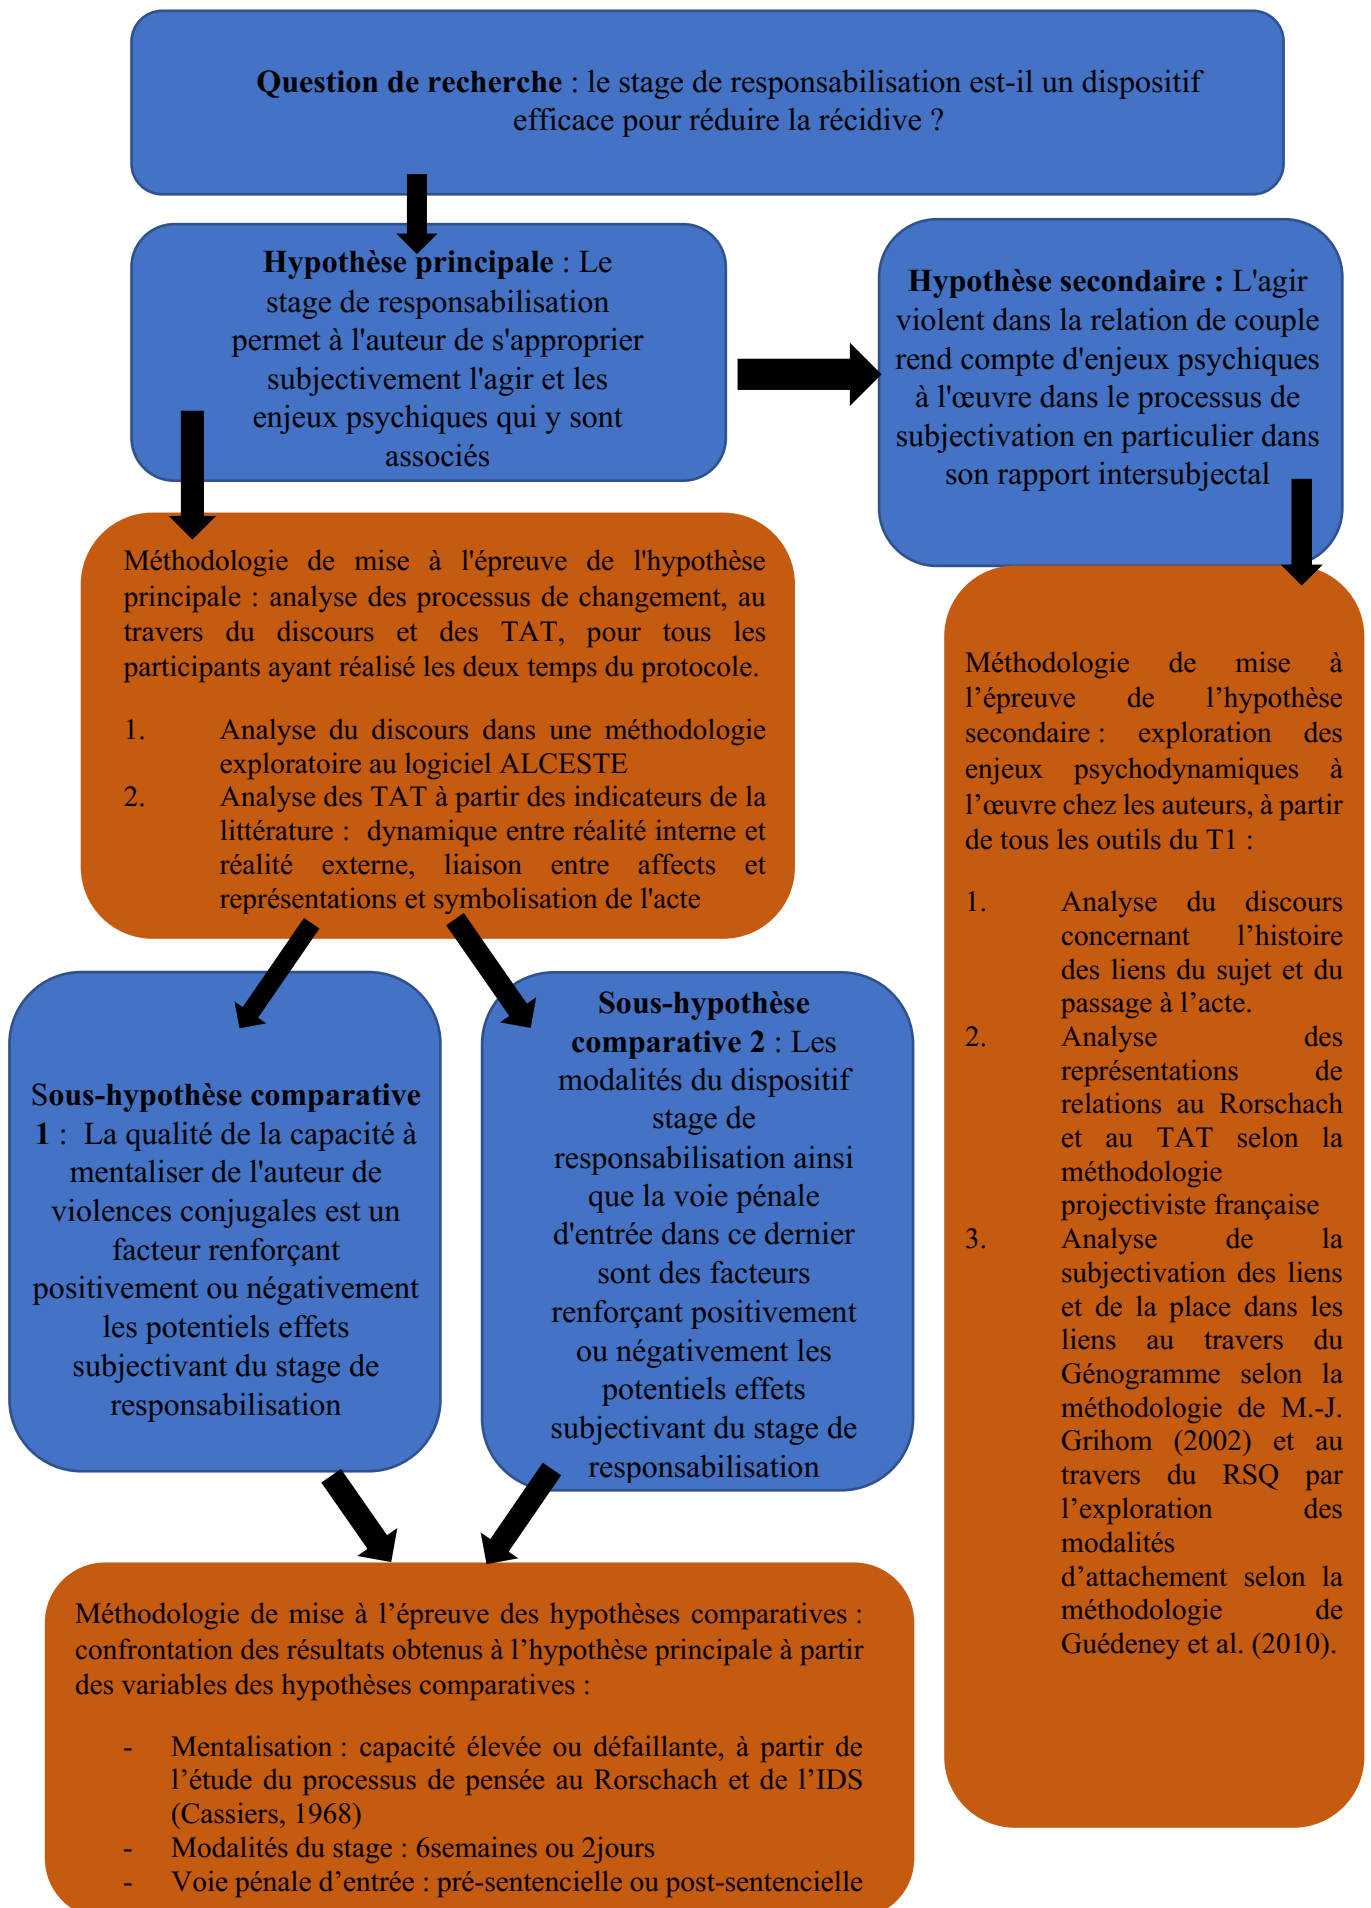 Question de recherche : le stage de responsabilisation est-il un dispositif
efficace pour réduire la récidive ?
Hypothèse principale : Le
stage de responsabilisation
permet à l'auteur de s'approprier
subjectivement l'agir et les
enjeux psychiques qui y sont
associés
Hypothèse secondaire : L'agir
violent dans la relation de couple
rend compte d'enjeux psychiques
à l'œuvre dans le processus de
subjectivation en particulier dans
son rapport intersubjectal
Méthodologie de mise à l'épreuve de l'hypothèse
principale : analyse des processus de changement, au
travers du discours et des TAT, pour tous les
participants ayant réalisé les deux temps du protocole.
1. Analyse du discours dans une méthodologie
exploratoire au logiciel ALCESTE
2. Analyse des TAT à partir des indicateurs de la
littérature : dynamique entre réalité interne et
réalité externe, liaison entre affects et
représentations et symbolisation de l'acte
Méthodologie de mise à
l’épreuve de l’hypothèse
secondaire : exploration des
enjeux psychodynamiques à
l’œuvre chez les auteurs, à partir
de tous les outils du T1 :
1. Analyse du discours
concernant l’histoire
des liens du sujet et du
passage à l’acte.
2. Analyse des
représentations de
relations au Rorschach
et au TAT selon la
méthodologie
projectiviste française
3. Analyse de la
subjectivation des liens
et de la place dans les
liens au travers du
Génogramme selon la
méthodologie de M.-J.
Grihom (2002) et au
travers du RSQ par
l’exploration des
modalités
d’attachement selon la
méthodologie de
Guédeney et al. (2010).
Sous-hypothèse comparative
1 : La qualité de la capacité à
mentaliser de l'auteur de
violences conjugales est un
facteur renforçant
positivement ou négativement
les potentiels effets
subjectivant du stage de
responsabilisation
Sous-hypothèse
comparative 2 : Les
modalités du dispositif
stage de
responsabilisation ainsi
que la voie pénale
d'entrée dans ce dernier
sont des facteurs
renforçant positivement
ou négativement les
potentiels effets
subjectivant du stage de
responsabilisation
Méthodologie de mise à l’épreuve des hypothèses comparatives :
confrontation des résultats obtenus à l’hypothèse principale à partir
des variables des hypothèses comparatives :
- Mentalisation : capacité élevée ou défaillante, à partir de
l’étude du processus de pensée au Rorschach et de l’IDS
(Cassiers, 1968)
- Modalités du stage : 6semaines ou 2jours
- Voie pénale d’entrée : pré-sentencielle ou post-sentencielle